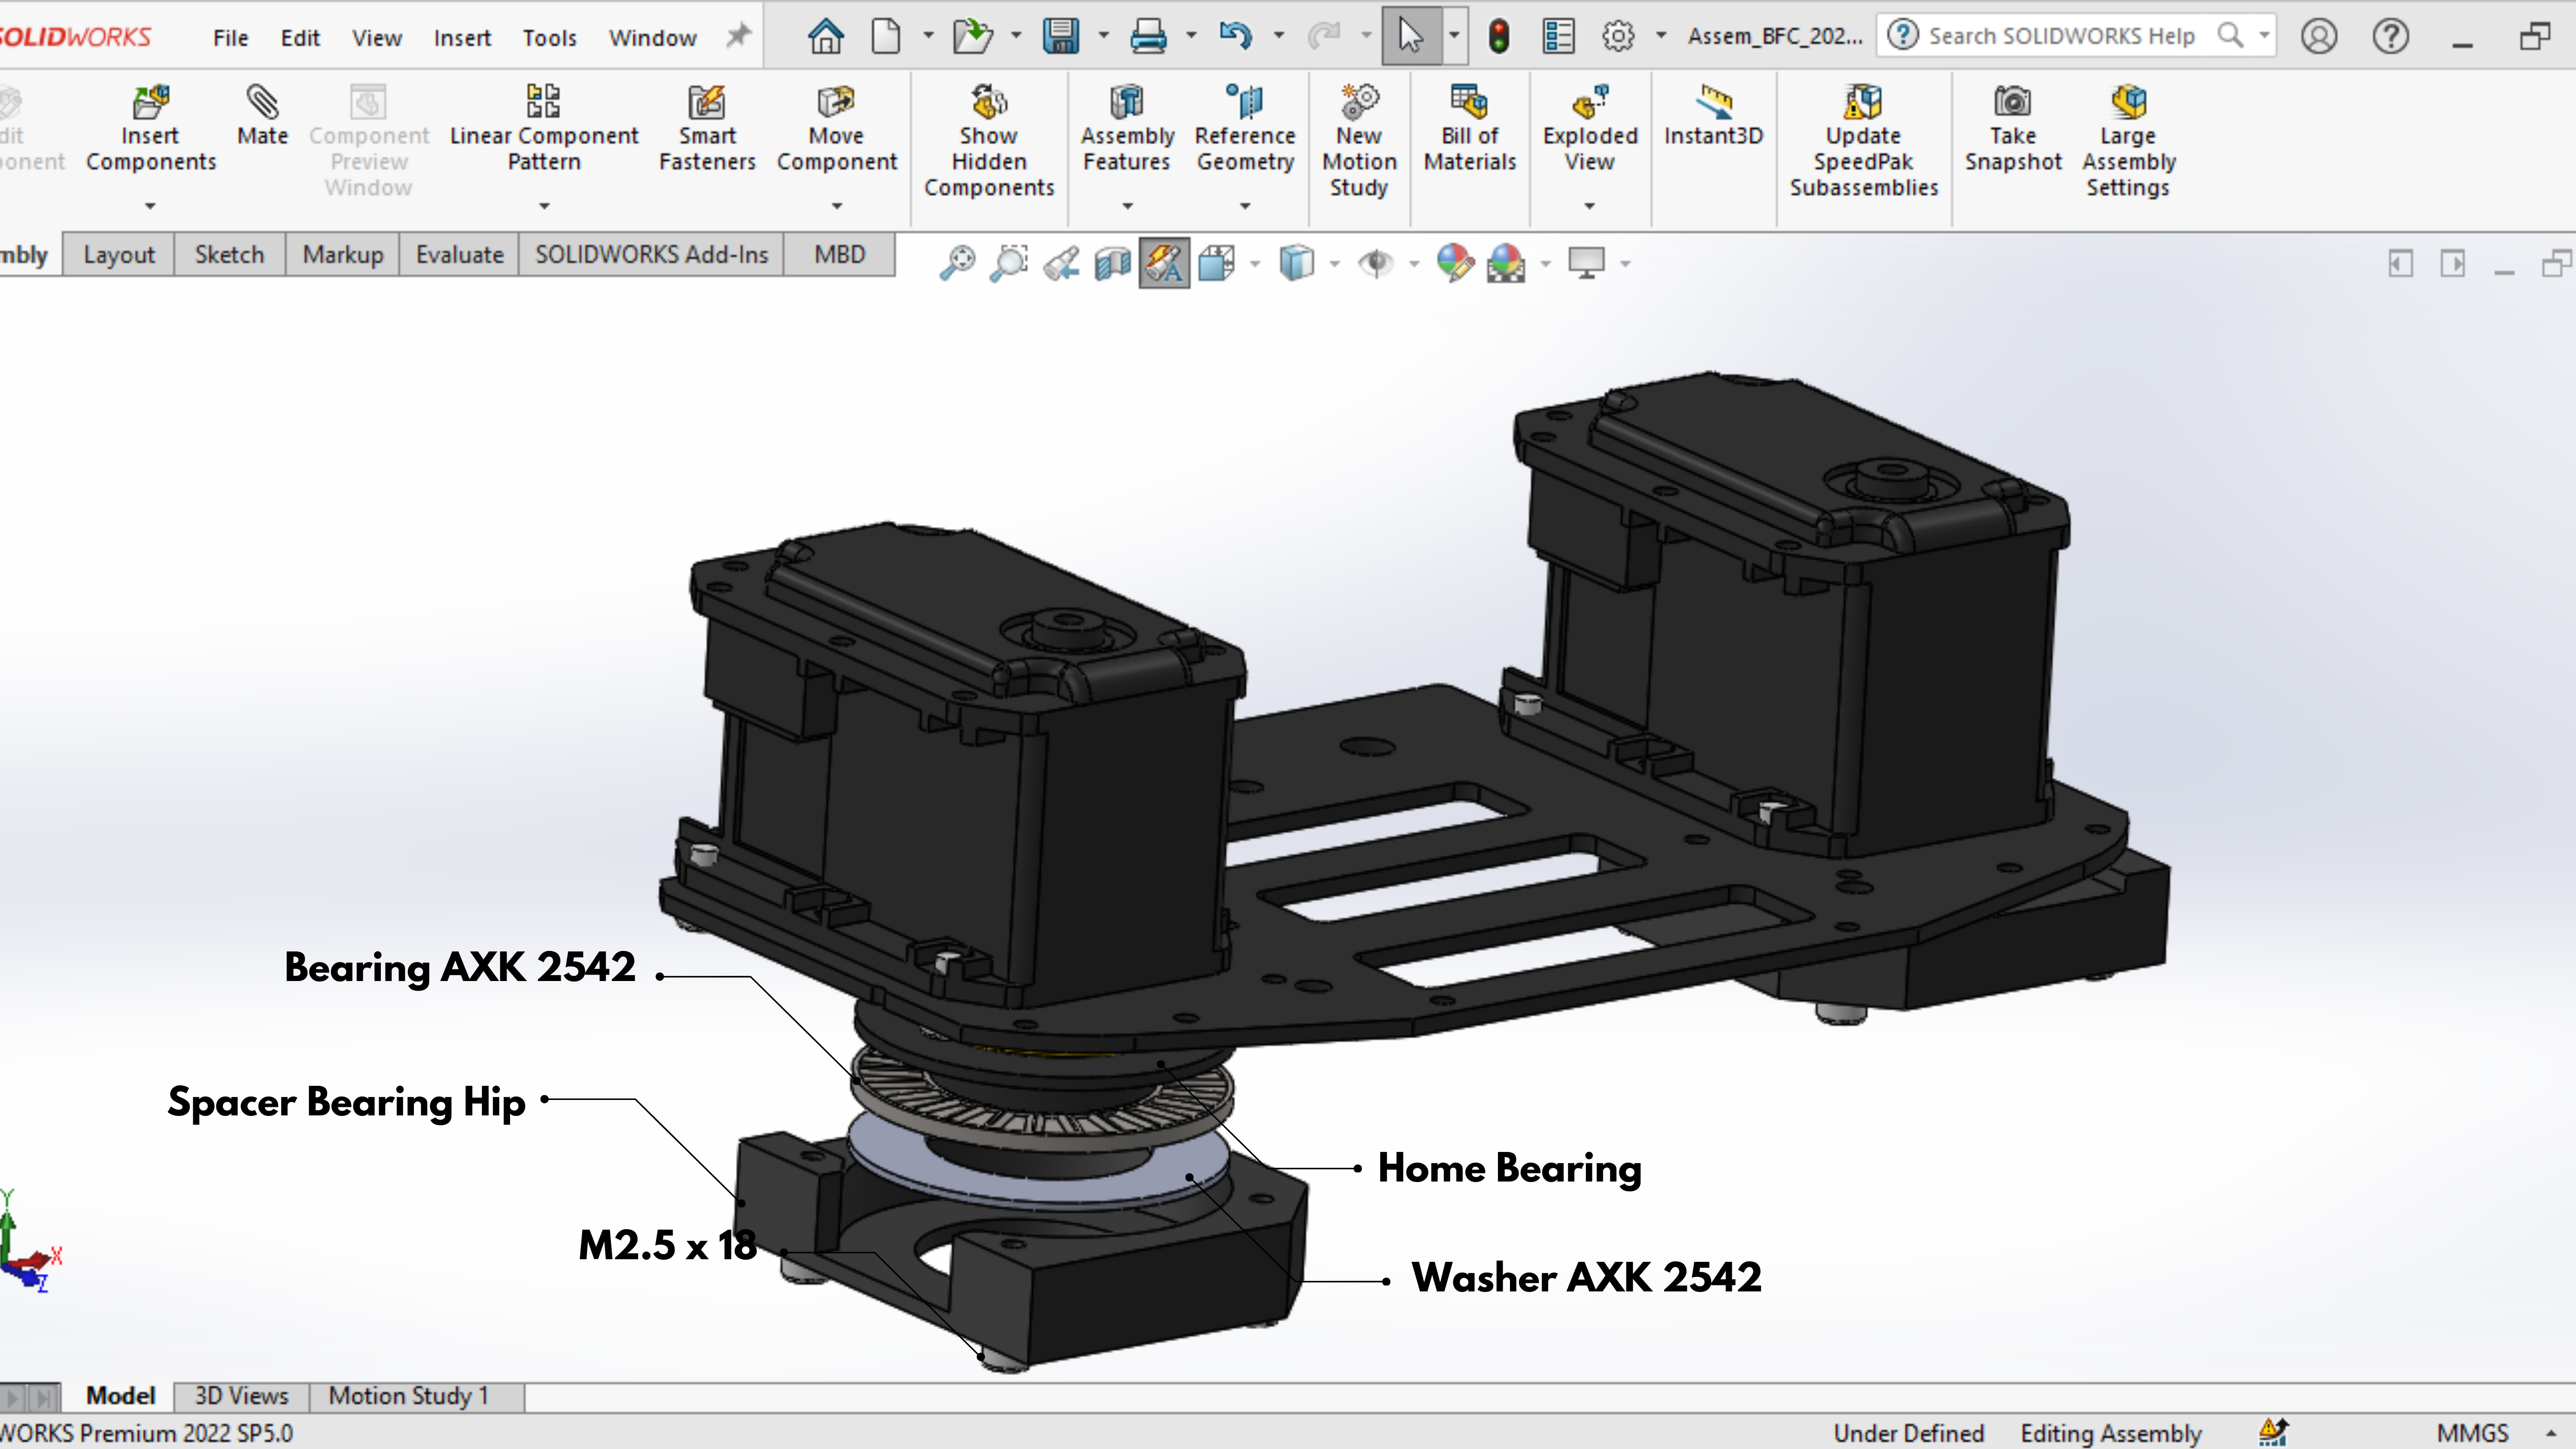 SOLIDWORKS File Edit View Insert Tools Window Assem_BFC_202... Search SOLIDWORKS Help
Insert Components
Mate
Component Preview Window
Linear Component Pattern
Smart Fasteners
Move Component
Show Hidden Components
Assembly Features
Reference Geometry
New Motion Study
Bill of Materials
Exploded View
Instant3D
Update SpeedPak Subassemblies
Take Snapshot
Large Assembly Settings
mbly Layout Sketch Markup Evaluate SOLIDWORKS Add-Ins MBD
Bearing AXK 2542
Spacer Bearing Hip
Home Bearing
M2.5 x 18
Washer AXK 2542
Y
X
Z
Model 3D Views Motion Study 1
WORKS Premium 2022 SP5.0 Under Defined Editing Assembly MMGS